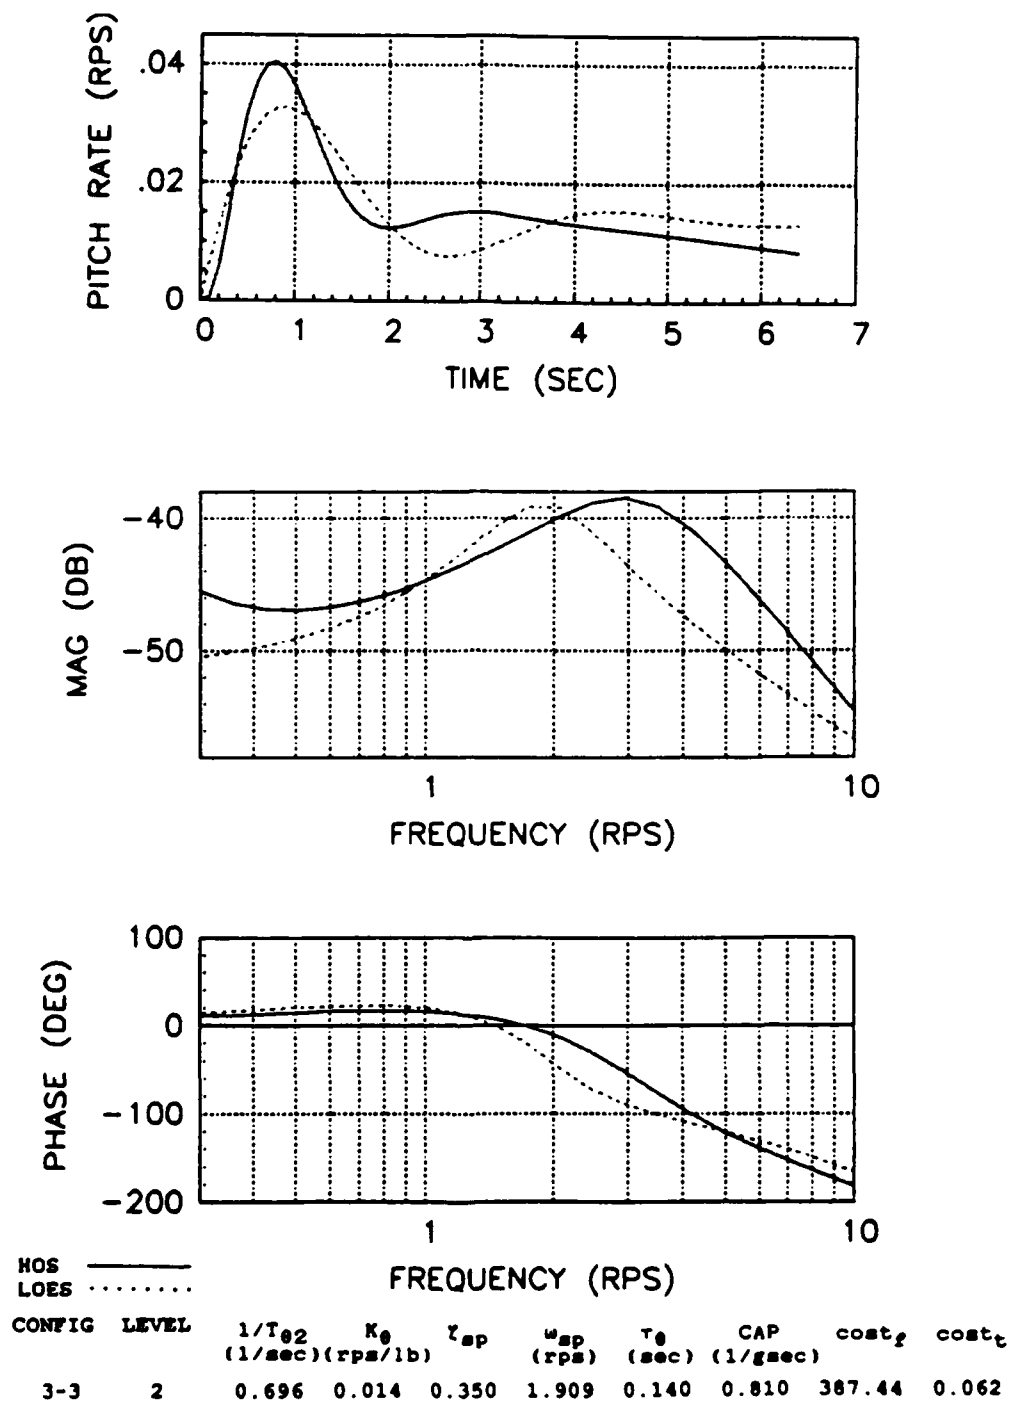 PITCH RATE (RPS)
.04
.02
0
0 1 2 3 4 5 6 7
TIME (SEC)
MAG (DB)
-40
-50
1 10
FREQUENCY (RPS)
PHASE (DEG)
100
0
-100
-200
1 10
FREQUENCY (RPS)
HOS
LOES
CONFIG LEVEL 1/Tθ2 Kθ ζsp ωsp τθ CAP costf costt
(1/sec) (rps/lb) (rps) (sec) (1/gsec)
3-3 2 0.696 0.014 0.350 1.909 0.140 0.810 387.44 0.062